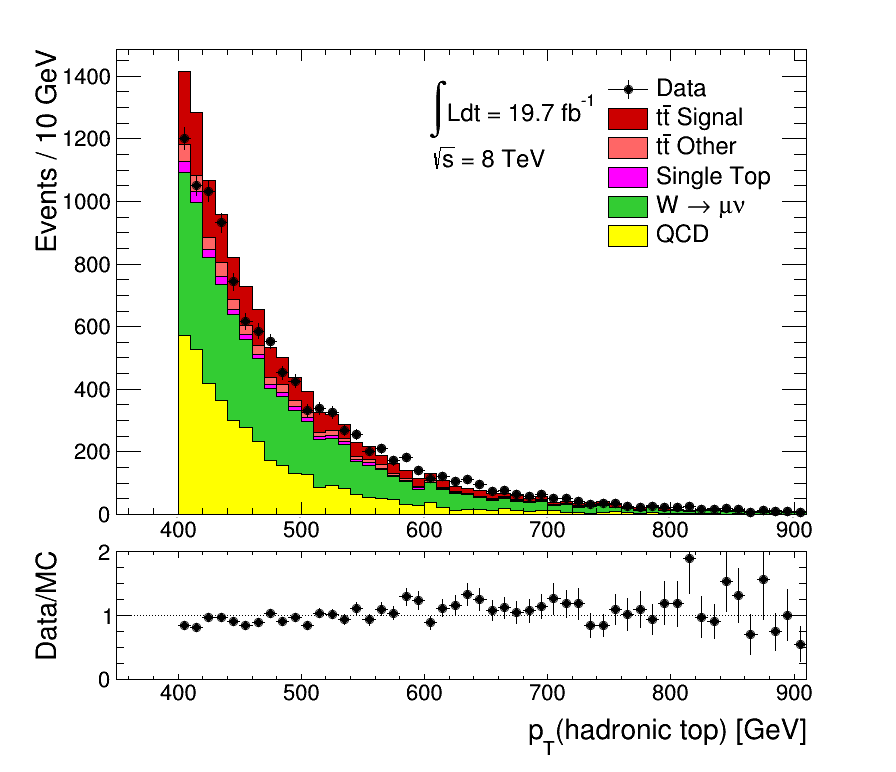 Events / 10 GeV
1400
1200
1000
800
600
400
200
0
∫Ldt = 19.7 fb⁻¹
√s = 8 TeV
Data
tt̄ Signal
tt̄ Other
Single Top
W → μν
QCD
400 500 600 700 800 900
Data/MC
2
1
0
400 500 600 700 800 900
p_T(hadronic top) [GeV]